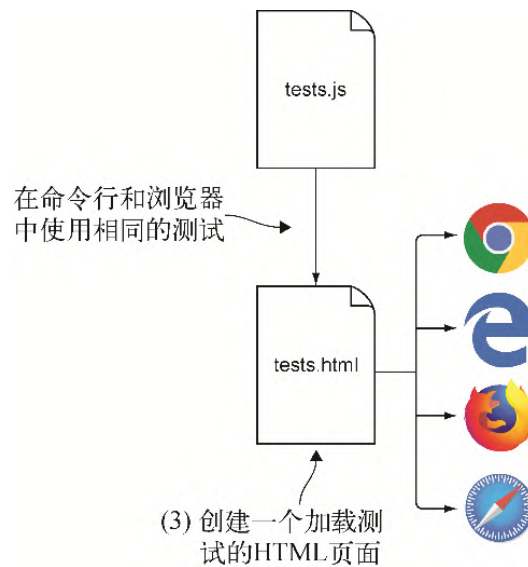 tests.js
在命令行和浏览器
中使用相同的测试
tests.html
(3) 创建一个加载测
试的HTML页面